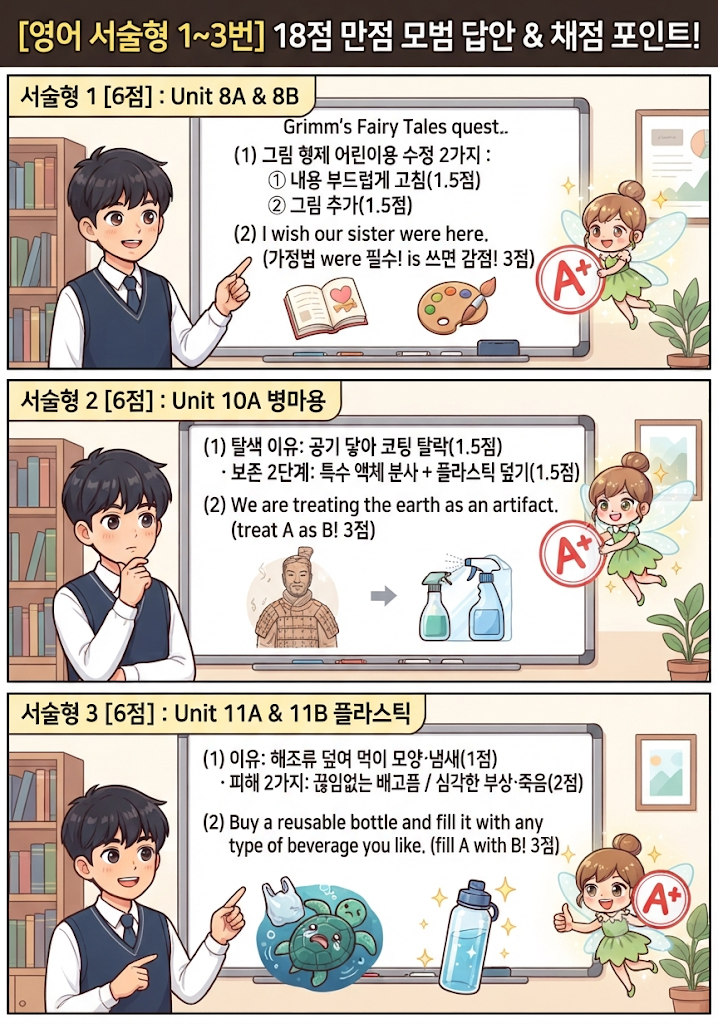 [영어 서술형 1~3번] 18점 만점 모범 답안 & 채점 포인트!
서술형 1 [6점] : Unit 8A & 8B
Grimm's Fairy Tales quest..
(1) 그림 형제 어린이용 수정 2가지 :
① 내용 부드럽게 고침(1.5점)
② 그림 추가(1.5점)
(2) I wish our sister were here.
(가정법 were 필수! is 쓰면 감점! 3점)
A+
서술형 2 [6점] : Unit 10A 병마용
(1) 탈색 이유: 공기 닿아 코팅 탈락(1.5점)
· 보존 2단계: 특수 액체 분사 + 플라스틱 덮기(1.5점)
(2) We are treating the earth as an artifact.
(treat A as B! 3점)
A+
서술형 3 [6점] : Unit 11A & 11B 플라스틱
(1) 이유: 해조류 덮여 먹이 모양·냄새(1점)
· 피해 2가지: 끊임없는 배고픔 / 심각한 부상·죽음(2점)
(2) Buy a reusable bottle and fill it with any
type of beverage you like. (fill A with B! 3점)
A+